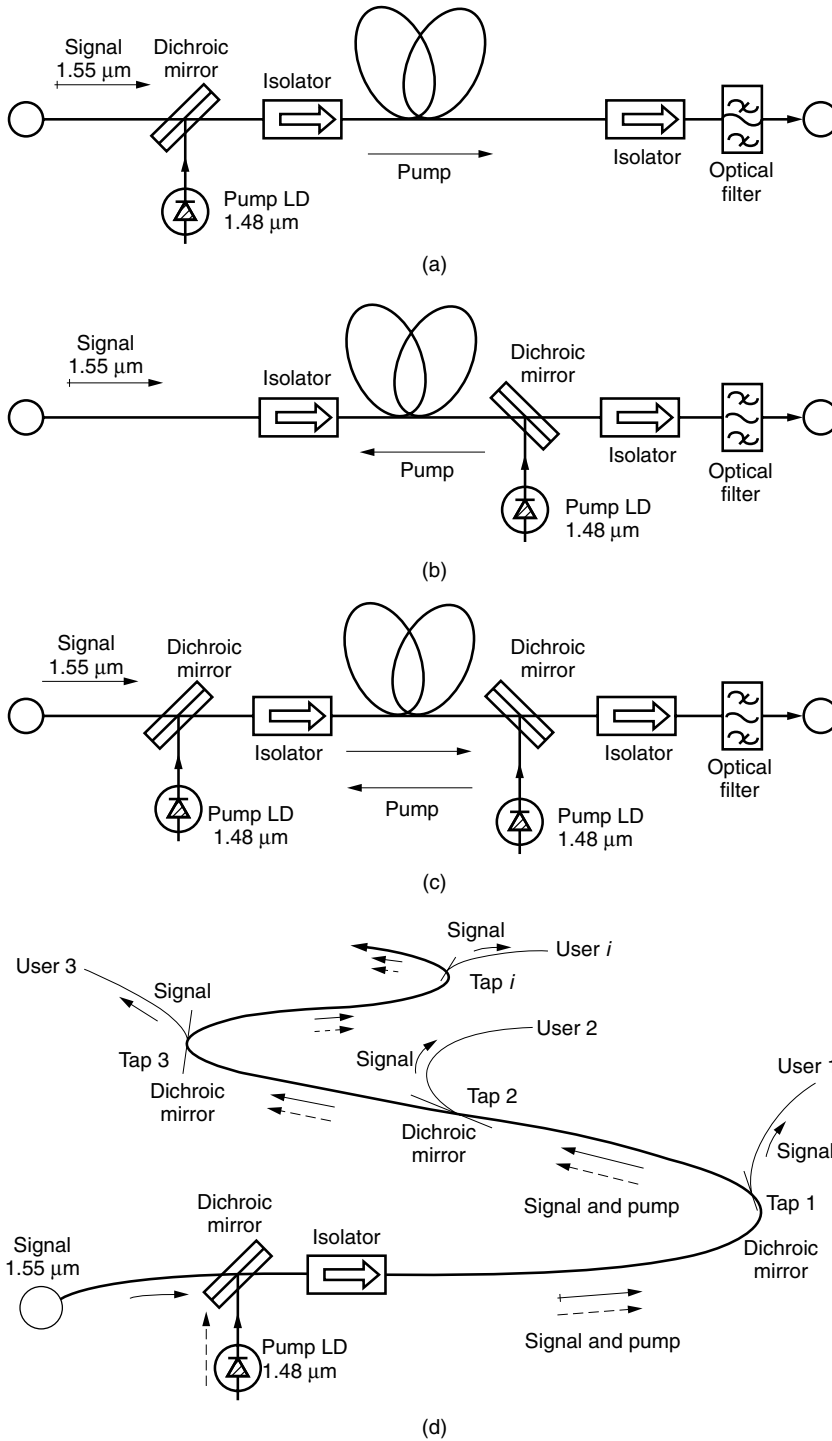 Signal
1.55 μm
Dichroic
mirror
Isolator
Pump
Isolator
Optical
filter
Pump LD
1.48 μm
(a)
Signal
1.55 μm
Isolator
Dichroic
mirror
Pump
Isolator
Optical
filter
Pump LD
1.48 μm
(b)
Signal
1.55 μm
Dichroic
mirror
Isolator
Dichroic
mirror
Isolator
Optical
filter
Pump
Pump LD
1.48 μm
Pump LD
1.48 μm
(c)
Signal
User i
User 3
Signal
Tap i
User 2
Tap 3
Signal
User 1
Dichroic
mirror
Tap 2
Dichroic
mirror
Signal
Signal and pump
Tap 1
Dichroic
mirror
Isolator
Dichroic
mirror
Signal
1.55 μm
Signal and pump
Pump LD
1.48 μm
(d)